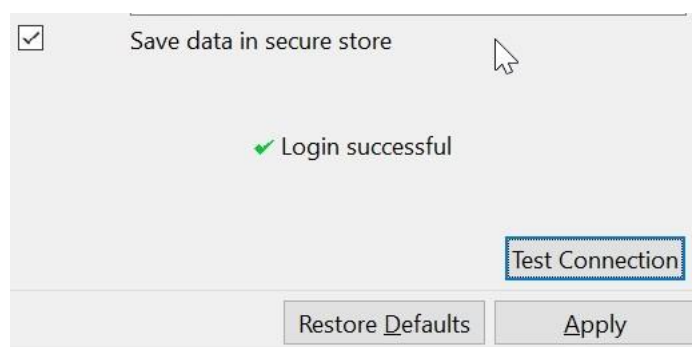 Save data in secure store
Login successful
Test Connection
Restore Defaults
Apply